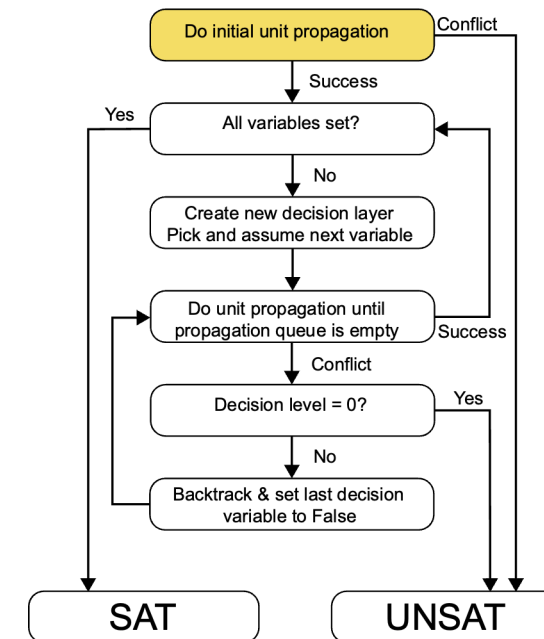 Do initial unit propagation
Conflict
Success
Yes
All variables set?
No
Create new decision layer
Pick and assume next variable
Do unit propagation until
propagation queue is empty
Success
Conflict
Decision level = 0?
Yes
No
Backtrack & set last decision
variable to False
SAT
UNSAT